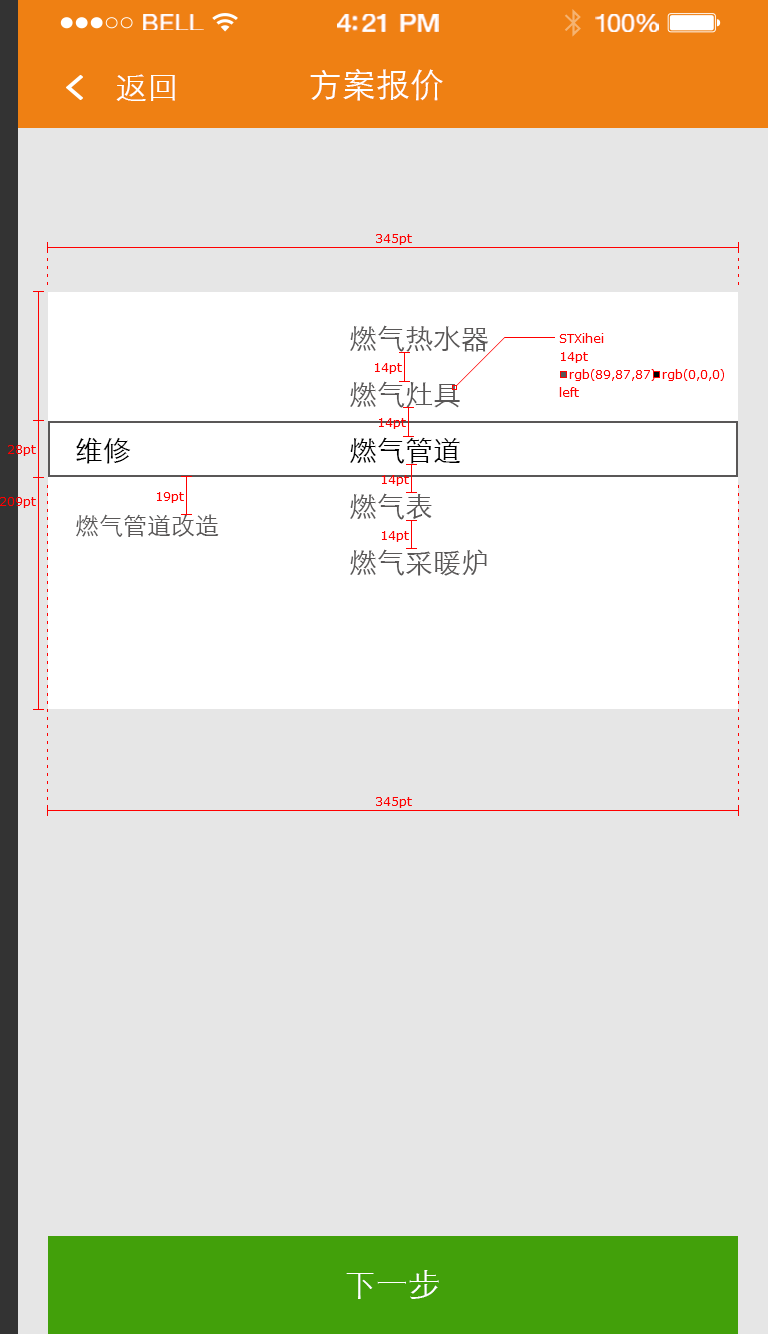 BELL 4:21 PM 100%
返回 方案报价
345pt
燃气热水器 STXihei
14pt
14pt rgb(89,87,87) rgb(0,0,0)
燃气灶具 left
14pt
28pt 维修 燃气管道
14pt
19pt
209pt 燃气表
燃气管道改造
14pt
燃气采暖炉
345pt
下一步